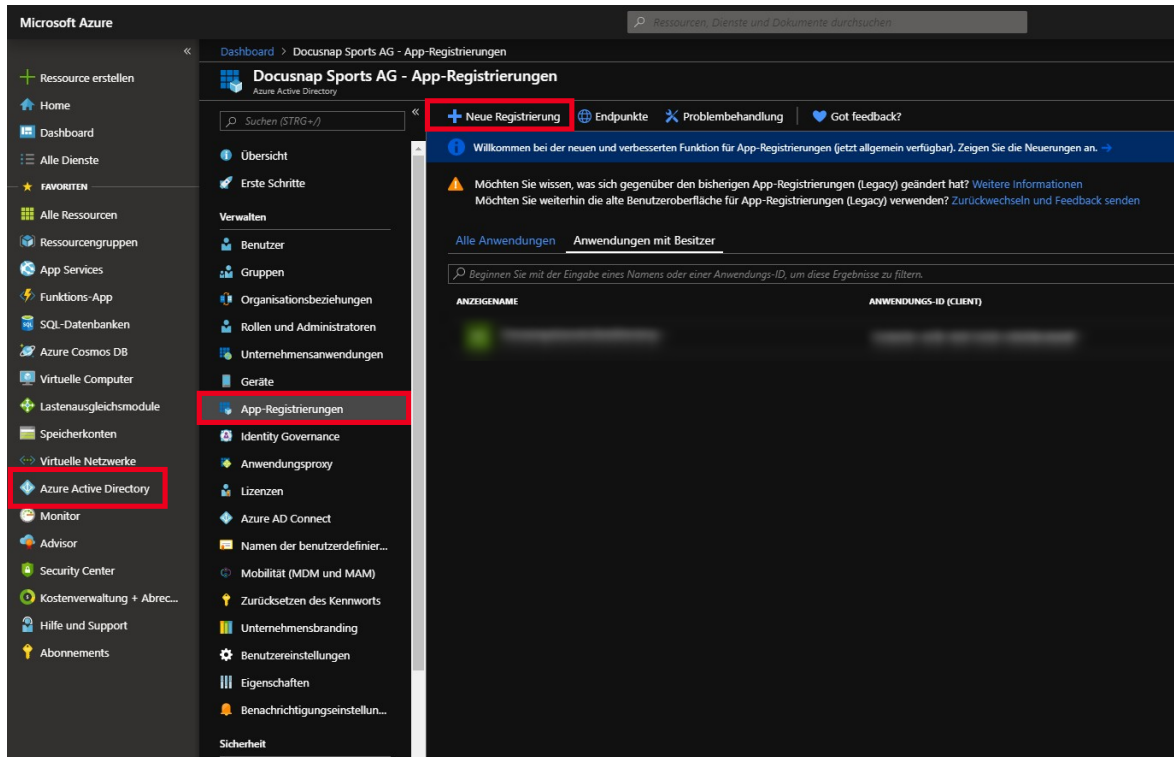 Microsoft Azure
Ressourcen, Dienste und Dokumente durchsuchen
«
Ressource erstellen
Home
Dashboard
Alle Dienste
FAVORITEN
Alle Ressourcen
Ressourcengruppen
App Services
Funktions-App
SQL-Datenbanken
Azure Cosmos DB
Virtuelle Computer
Lastenausgleichsmodule
Speicherkonten
Virtuelle Netzwerke
Azure Active Directory
Monitor
Advisor
Security Center
Kostenverwaltung + Abrec...
Hilfe und Support
Abonnements
Dashboard > Docusnap Sports AG - App-Registrierungen
Docusnap Sports AG - App-Registrierungen
Azure Active Directory
Suchen (STRG+/)
«
Übersicht
Erste Schritte
Verwalten
Benutzer
Gruppen
Organisationsbeziehungen
Rollen und Administratoren
Unternehmensanwendungen
Geräte
App-Registrierungen
Identity Governance
Anwendungsproxy
Lizenzen
Azure AD Connect
Namen der benutzerdefinier...
Mobilität (MDM und MAM)
Zurücksetzen des Kennworts
Unternehmensbranding
Benutzereinstellungen
Eigenschaften
Benachrichtigungseinstellun...
Sicherheit
Neue Registrierung Endpunkte Problembehandlung Got feedback?
Willkommen bei der neuen und verbesserten Funktion für App-Registrierungen (jetzt allgemein verfügbar). Zeigen Sie die Neuerungen an. →
Möchten Sie wissen, was sich gegenüber den bisherigen App-Registrierungen (Legacy) geändert hat? Weitere Informationen
Möchten Sie weiterhin die alte Benutzeroberfläche für App-Registrierungen (Legacy) verwenden? Zurückwechseln und Feedback senden
Alle Anwendungen Anwendungen mit Besitzer
Beginnen Sie mit der Eingabe eines Namens oder einer Anwendungs-ID, um diese Ergebnisse zu filtern.
ANZEIGENAME ANWENDUNGS-ID (CLIENT)